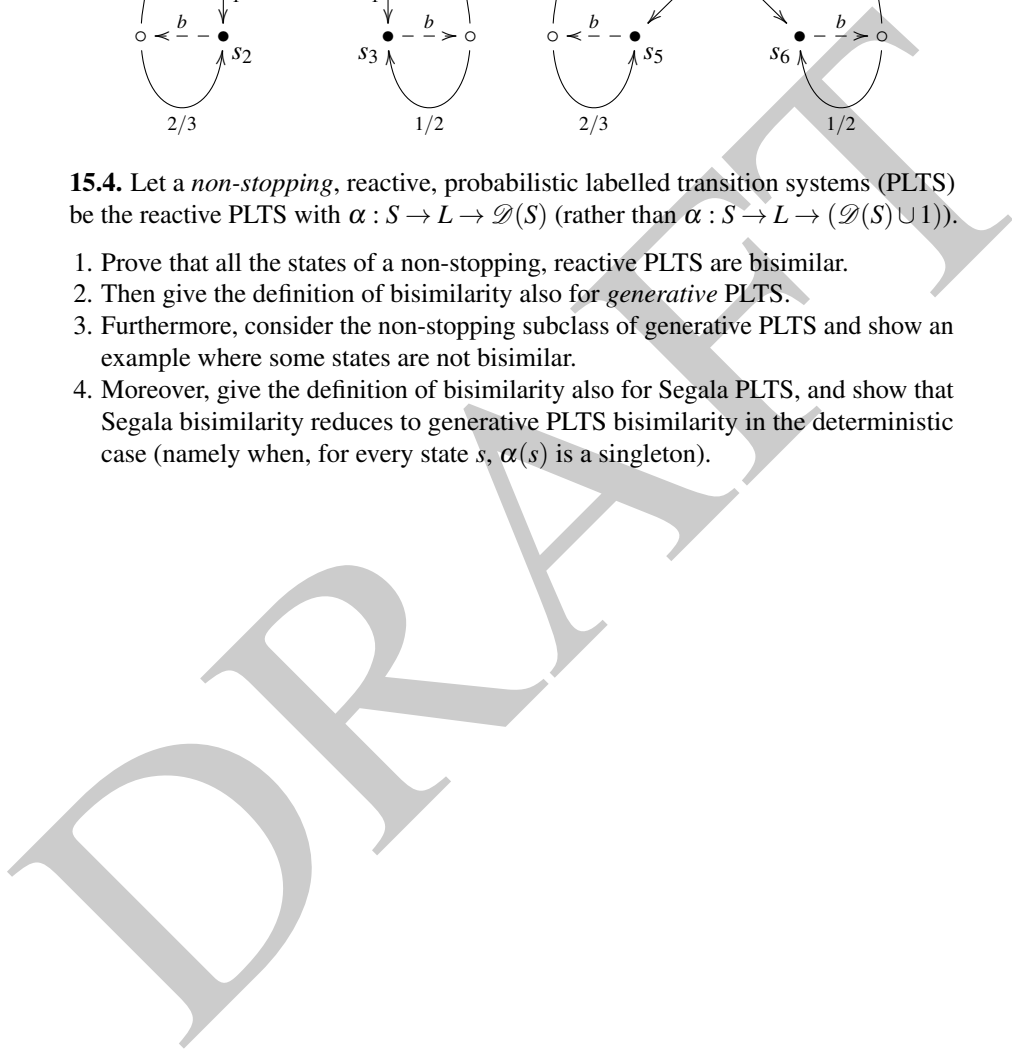 b b b b
s2 s3 s5 s6
2/3 1/2 2/3 1/2
15.4. Let a non-stopping, reactive, probabilistic labelled transition systems (PLTS)
be the reactive PLTS with α : S → L → 𝒟(S) (rather than α : S → L → (𝒟(S) ∪ 1)).
1. Prove that all the states of a non-stopping, reactive PLTS are bisimilar.
2. Then give the definition of bisimilarity also for generative PLTS.
3. Furthermore, consider the non-stopping subclass of generative PLTS and show an
example where some states are not bisimilar.
4. Moreover, give the definition of bisimilarity also for Segala PLTS, and show that
Segala bisimilarity reduces to generative PLTS bisimilarity in the deterministic
case (namely when, for every state s, α(s) is a singleton).
DRAFT